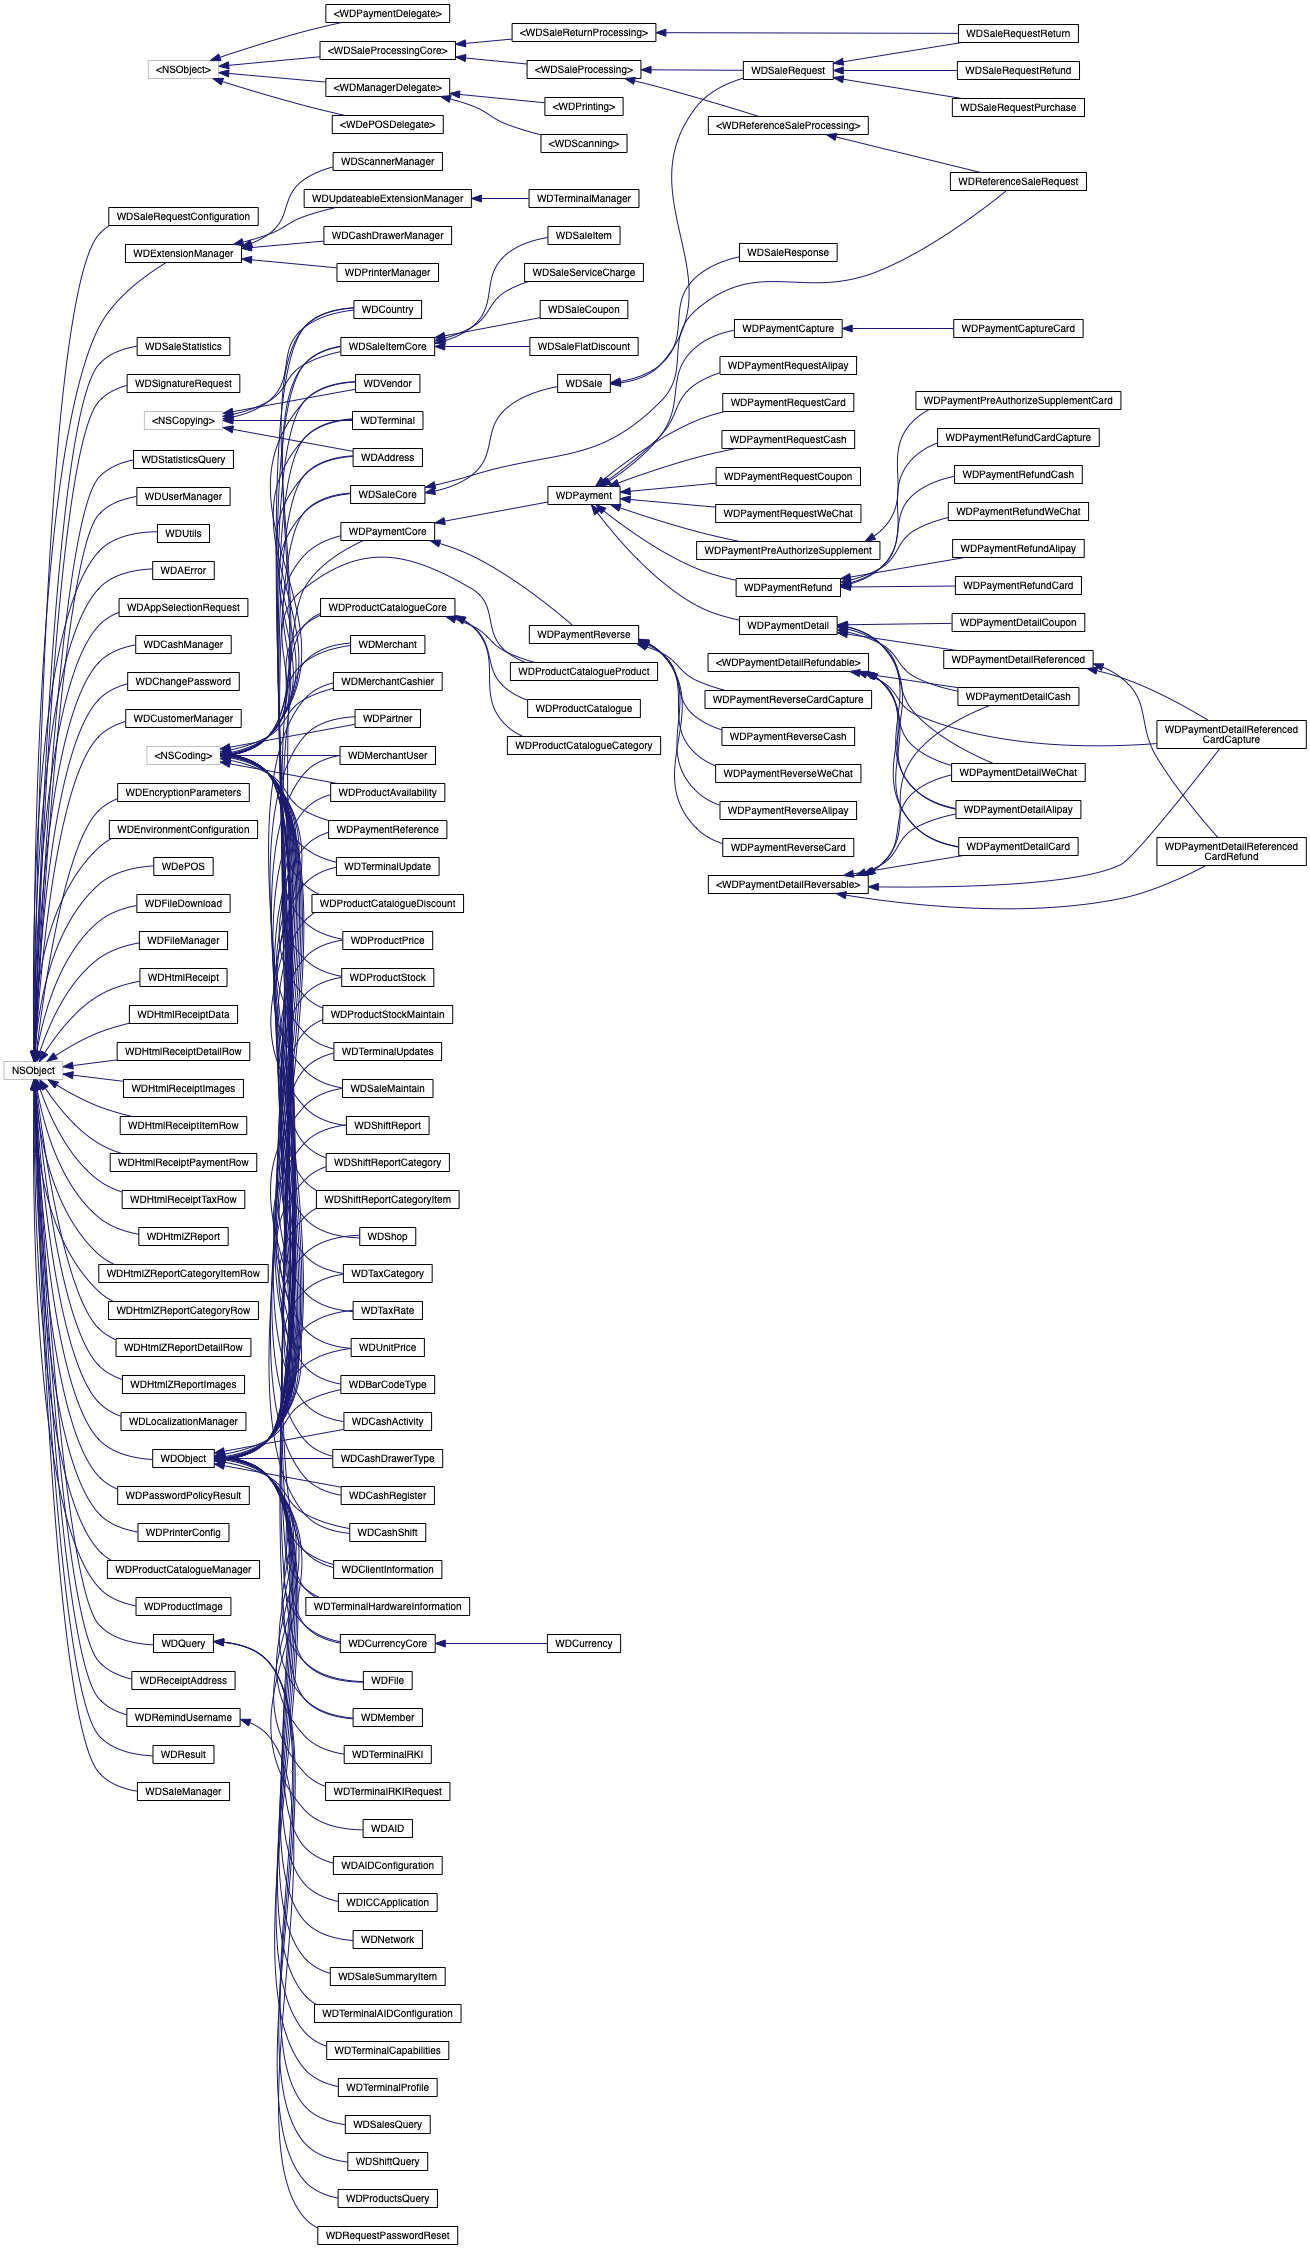 <WDPaymentDelegate>
<WDSaleProcessingCore>
<NSObject>
<WDManagerDelegate>
<WDePOSDelegate>
<WDSaleReturnProcessing>
<WDSaleProcessing>
<WDPrinting>
<WDScanning>
WDSaleRequest
<WDReferenceSaleProcessing>
WDSaleRequestReturn
WDSaleRequestRefund
WDSaleRequestPurchase
WDReferenceSaleRequest
WDScannerManager
WDUpdateableExtensionManager
WDTerminalManager
WDCashDrawerManager
WDPrinterManager
WDSaleRequestConfiguration
WDExtensionManager
WDSaleStatistics
WDSignatureRequest
<NSCopying>
WDStatisticsQuery
WDUserManager
WDUtils
WDAError
WDAppSelectionRequest
WDCashManager
WDChangePassword
WDCustomerManager
<NSCoding>
WDEncryptionParameters
WDEnvironmentConfiguration
WDePOS
WDFileDownload
WDFileManager
WDHtmlReceipt
WDHtmlReceiptData
WDHtmlReceiptDetailRow
NSObject
WDHtmlReceiptImages
WDHtmlReceiptItemRow
WDHtmlReceiptPaymentRow
WDHtmlReceiptTaxRow
WDHtmlZReport
WDHtmlZReportCategoryItemRow
WDHtmlZReportCategoryRow
WDHtmlZReportDetailRow
WDHtmlZReportImages
WDLocalizationManager
WDObject
WDPasswordPolicyResult
WDPrinterConfig
WDProductCatalogueManager
WDProductImage
WDQuery
WDReceiptAddress
WDRemindUsername
WDResult
WDSaleManager
WDCountry
WDSaleItemCore
WDVendor
WDTerminal
WDAddress
WDSaleCore
WDPaymentCore
WDProductCatalogueCore
WDMerchant
WDMerchantCashier
WDPartner
WDMerchantUser
WDProductAvailability
WDPaymentReference
WDTerminalUpdate
WDProductCatalogueDiscount
WDProductPrice
WDProductStock
WDProductStockMaintain
WDTerminalUpdates
WDSaleMaintain
WDShiftReport
WDShiftReportCategory
WDShiftReportCategoryItem
WDShop
WDTaxCategory
WDTaxRate
WDUnitPrice
WDBarCodeType
WDCashActivity
WDCashDrawerType
WDCashRegister
WDCashShift
WDClientInformation
WDTerminalHardwareInformation
WDCurrencyCore
WDCurrency
WDFile
WDMember
WDTerminalRKI
WDTerminalRKIRequest
WDAID
WDAIDConfiguration
WDICCApplication
WDNetwork
WDSaleSummaryItem
WDTerminalAIDConfiguration
WDTerminalCapabilities
WDTerminalProfile
WDSalesQuery
WDShiftQuery
WDProductsQuery
WDRequestPasswordReset
WDSaleItem
WDSaleServiceCharge
WDSaleCoupon
WDSaleFlatDiscount
WDSale
WDPayment
WDPaymentReverse
WDProductCatalogueProduct
WDProductCatalogue
WDProductCatalogueCategory
WDSaleResponse
WDPaymentCapture
WDPaymentCaptureCard
WDPaymentRequestAlipay
WDPaymentRequestCard
WDPaymentRequestCash
WDPaymentRequestCoupon
WDPaymentRequestWeChat
WDPaymentPreAuthorizeSupplement
WDPaymentRefund
WDPaymentDetail
<WDPaymentDetailRefundable>
WDPaymentReverseCardCapture
WDPaymentReverseCash
WDPaymentReverseWeChat
WDPaymentReverseAlipay
WDPaymentReverseCard
<WDPaymentDetailReversable>
WDPaymentPreAuthorizeSupplementCard
WDPaymentRefundCardCapture
WDPaymentRefundCash
WDPaymentRefundWeChat
WDPaymentRefundAlipay
WDPaymentRefundCard
WDPaymentDetailCoupon
WDPaymentDetailReferenced
WDPaymentDetailCash
WDPaymentDetailWeChat
WDPaymentDetailAlipay
WDPaymentDetailCard
WDPaymentDetailReferenced
CardCapture
WDPaymentDetailReferenced
CardRefund